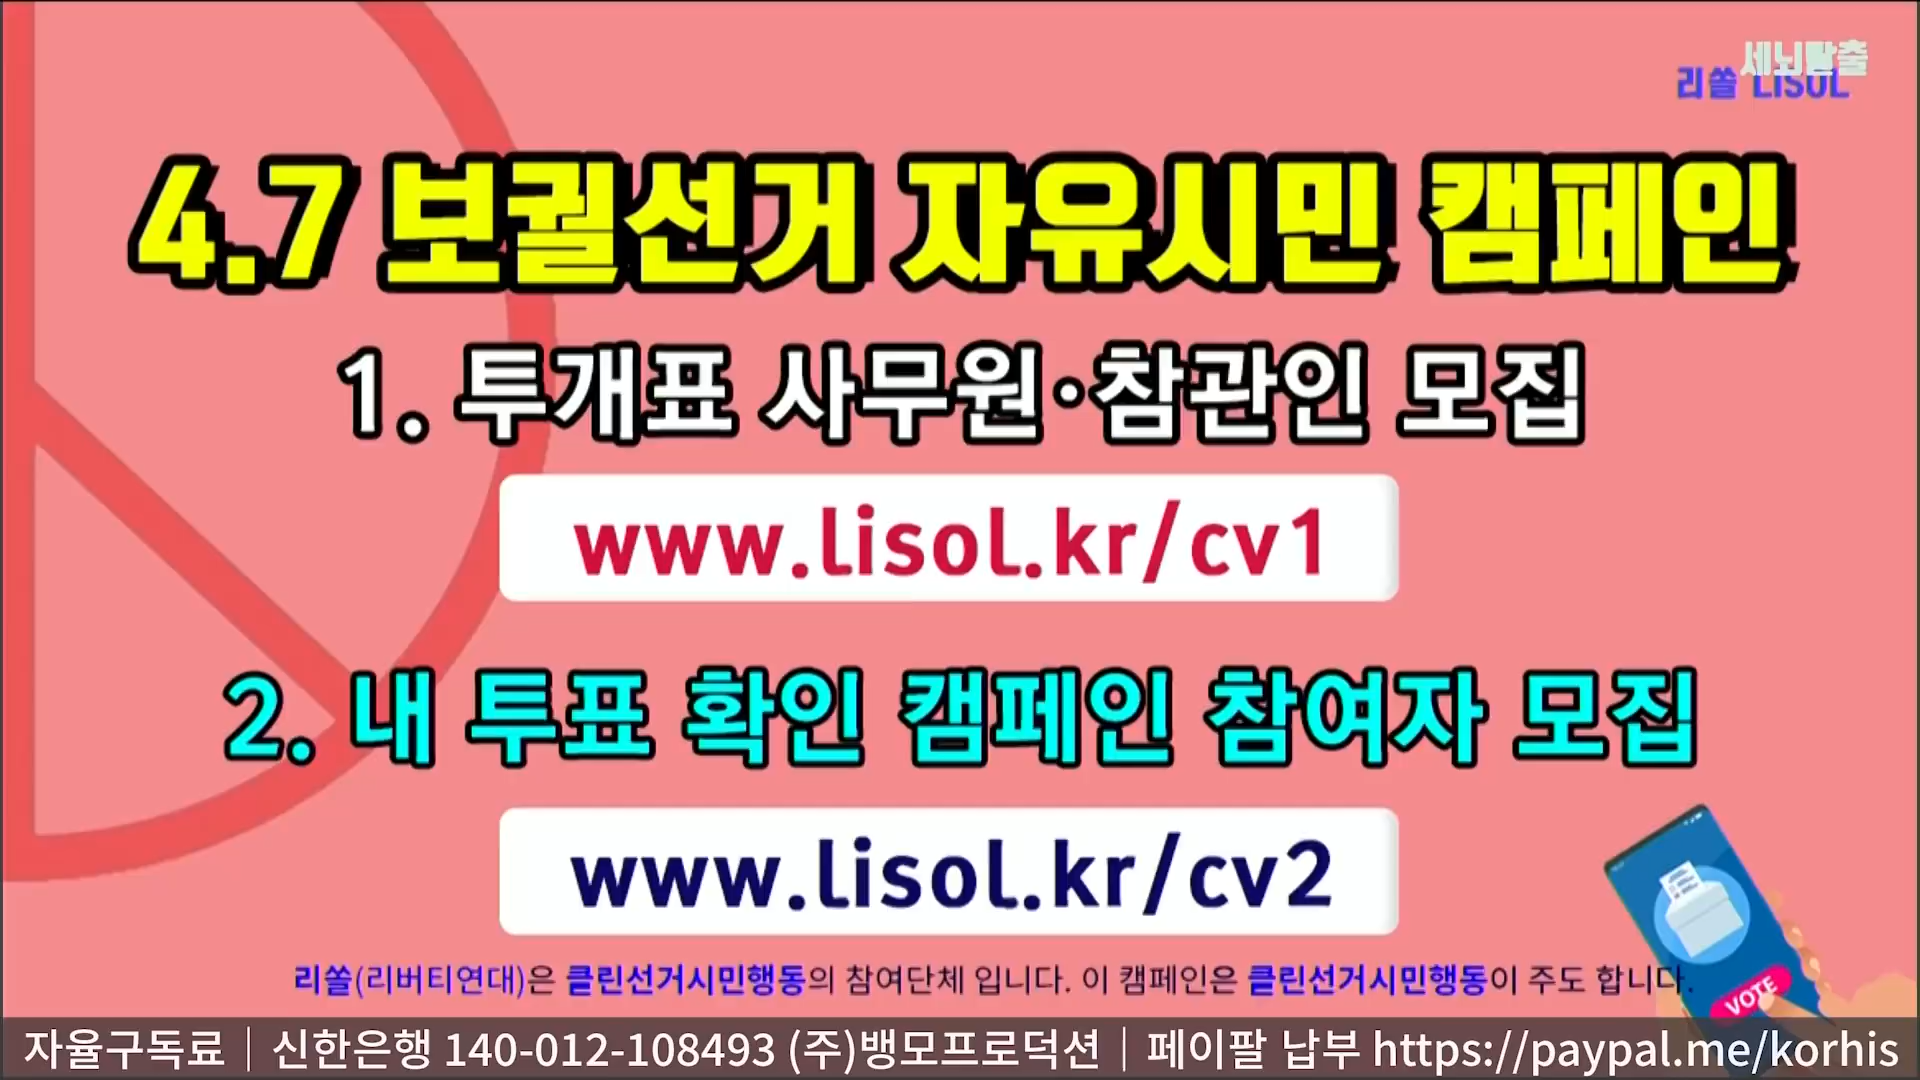 세뇌탈출
리쏠 LISOL
4.7 보궐선거 자유시민 캠페인
1. 투개표 사무원·참관인 모집
www.lisol.kr/cv1
2. 내 투표 확인 캠페인 참여자 모집
www.lisol.kr/cv2
리쏠(리버티연대)은 클린선거시민행동의 참여단체 입니다. 이 캠페인은 클린선거시민행동이 주도 합니다.
VOTE
자율구독료｜신한은행 140-012-108493 (주)뱅모프로덕션｜페이팔 납부 https://paypal.me/korhis